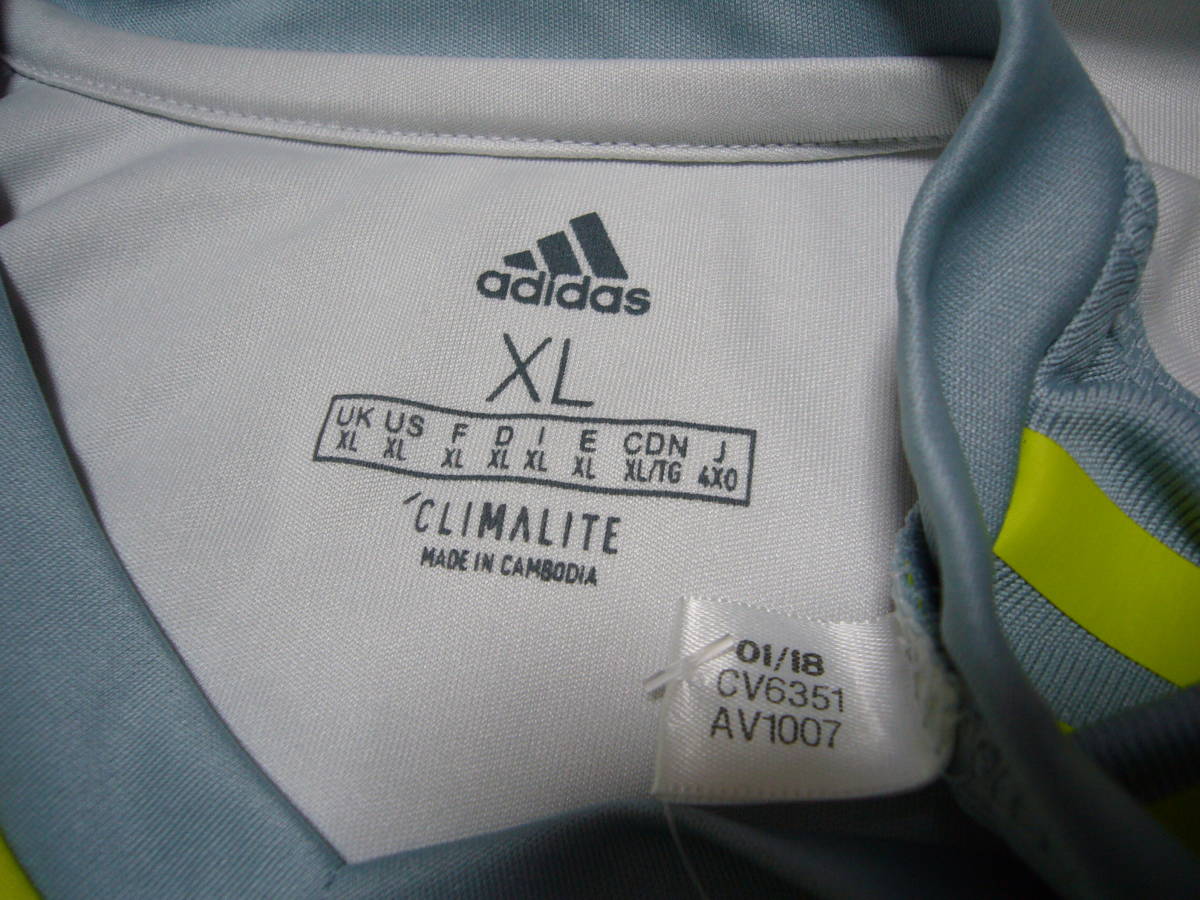 adidas
XL
UK US F D I E CDN J
XL XL XL XL XL XL XL/TG 4XO
CLIMALITE
MADE IN CAMBODIA
01/18
CV6351
AV1007